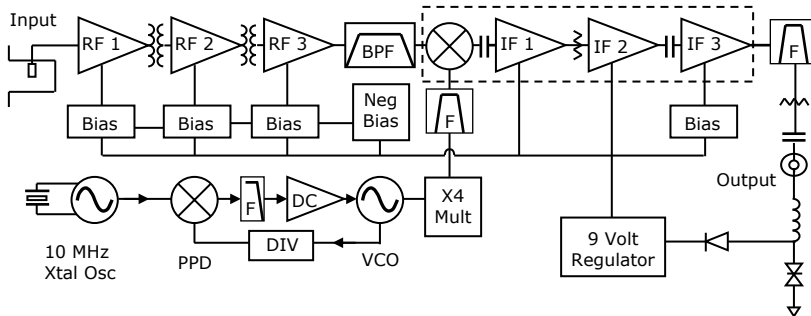 Input
RF 1
RF 2
RF 3
BPF
IF 1
IF 2
IF 3
F
Bias
Bias
Bias
Neg
Bias
F
Bias
Output
F
DC
X4
Mult
10 MHz
Xtal Osc
PPD
DIV
VCO
9 Volt
Regulator